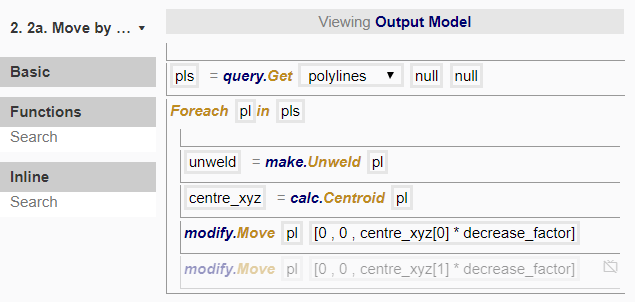 2. 2a. Move by ...
Viewing Output Model
Basic
pls = query.Get polylines null null
Functions
Foreach pl in pls
Search
unweld = make.Unweld pl
Inline
centre_xyz = calc.Centroid pl
Search
modify.Move pl [0 , 0 , centre_xyz[0] * decrease_factor]
modify.Move pl [0 , 0 , centre_xyz[1] * decrease_factor]